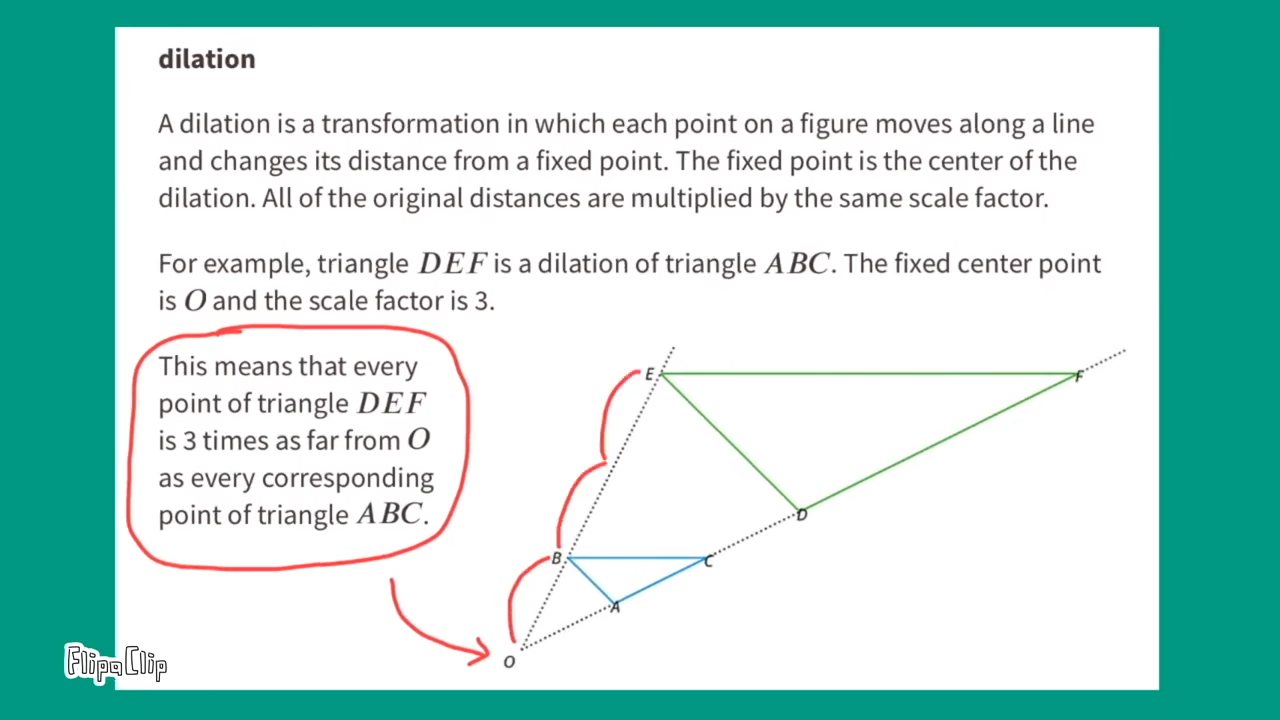 dilation
A dilation is a transformation in which each point on a figure moves along a line
and changes its distance from a fixed point. The fixed point is the center of the
dilation. All of the original distances are multiplied by the same scale factor.
For example, triangle DEF is a dilation of triangle ABC. The fixed center point
is O and the scale factor is 3.
This means that every
point of triangle DEF
is 3 times as far from O
as every corresponding
point of triangle ABC.
E
F
D
B
C
A
O
FlipaClip